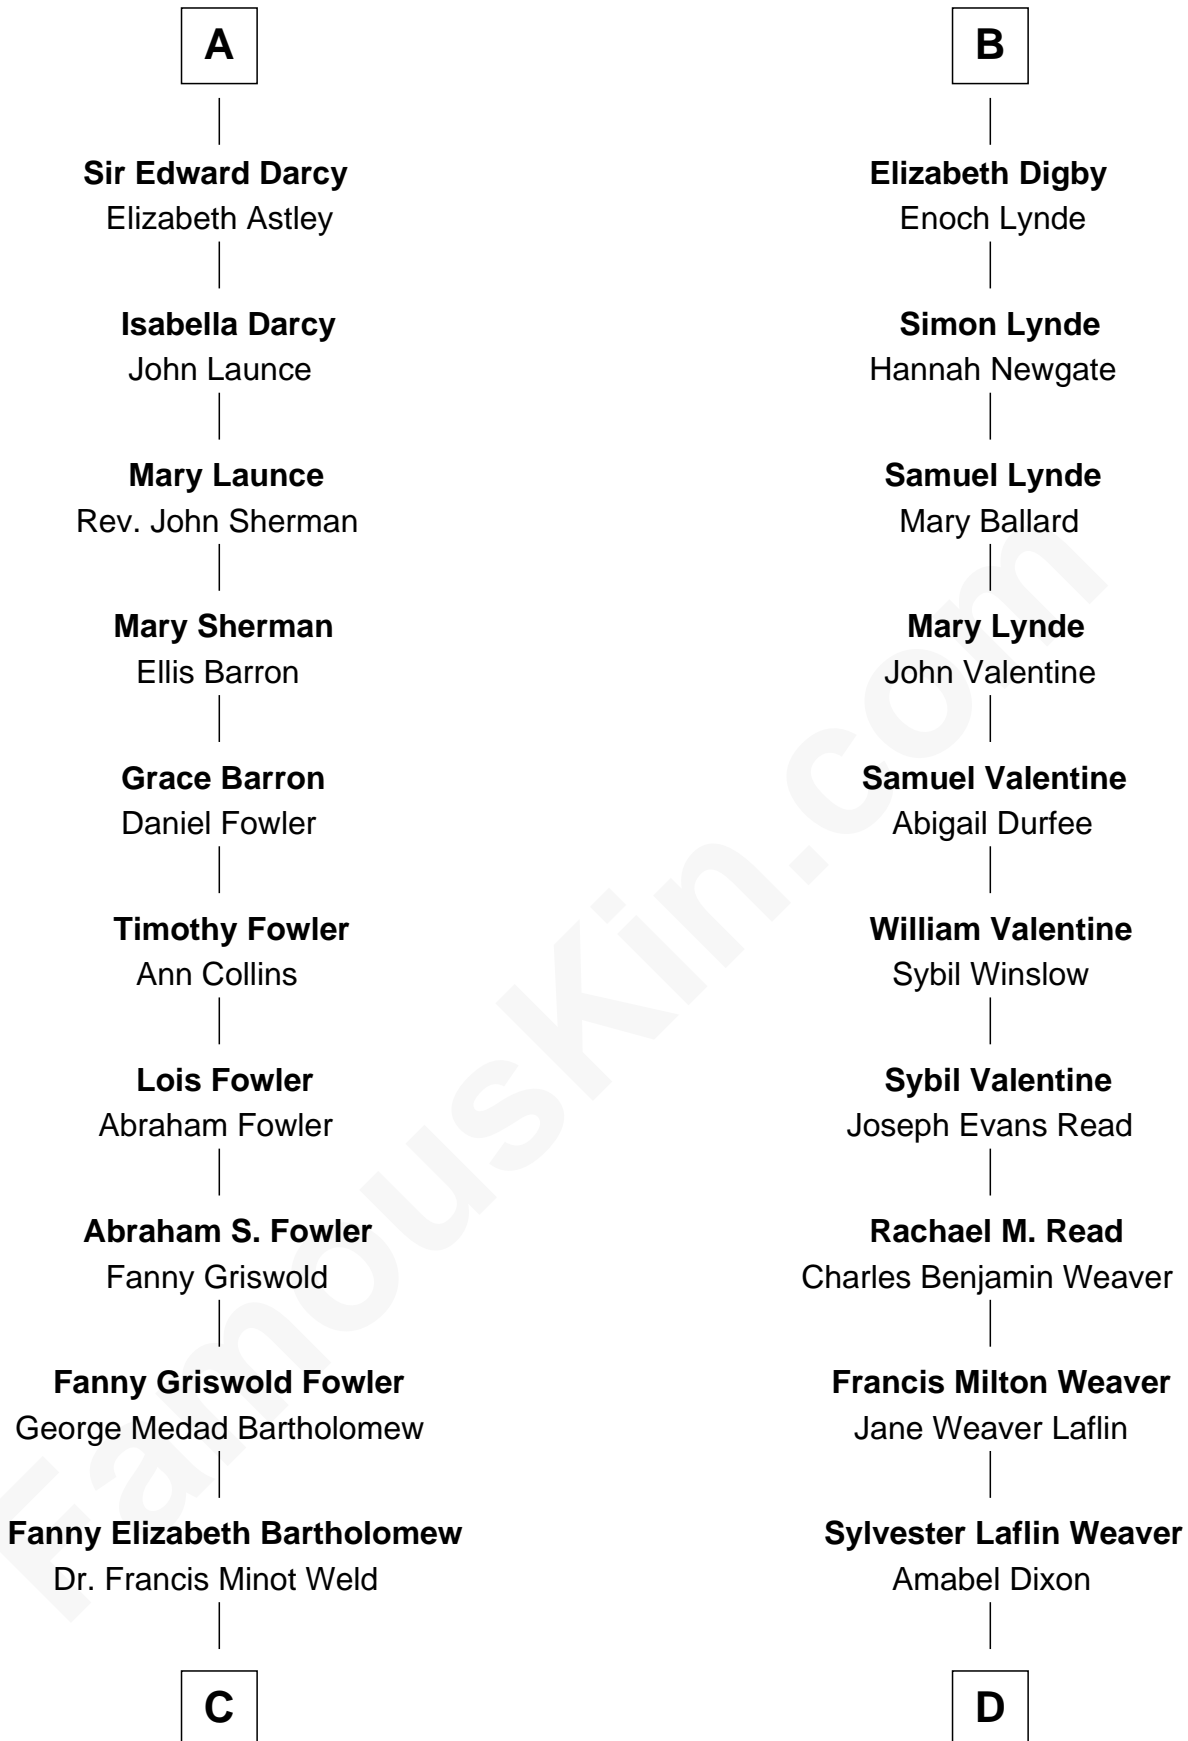 A
Sir Edward Darcy
Elizabeth Astley
Isabella Darcy
John Launce
Mary Launce
Rev. John Sherman
Mary Sherman
Ellis Barron
Grace Barron
Daniel Fowler
Timothy Fowler
Ann Collins
Lois Fowler
Abraham Fowler
Abraham S. Fowler
Fanny Griswold
Fanny Griswold Fowler
George Medad Bartholomew
Fanny Elizabeth Bartholomew
Dr. Francis Minot Weld
C
B
Elizabeth Digby
Enoch Lynde
Simon Lynde
Hannah Newgate
Samuel Lynde
Mary Ballard
Mary Lynde
John Valentine
Samuel Valentine
Abigail Durfee
William Valentine
Sybil Winslow
Sybil Valentine
Joseph Evans Read
Rachael M. Read
Charles Benjamin Weaver
Francis Milton Weaver
Jane Weaver Laflin
Sylvester Laflin Weaver
Amabel Dixon
D
FamousKin.com